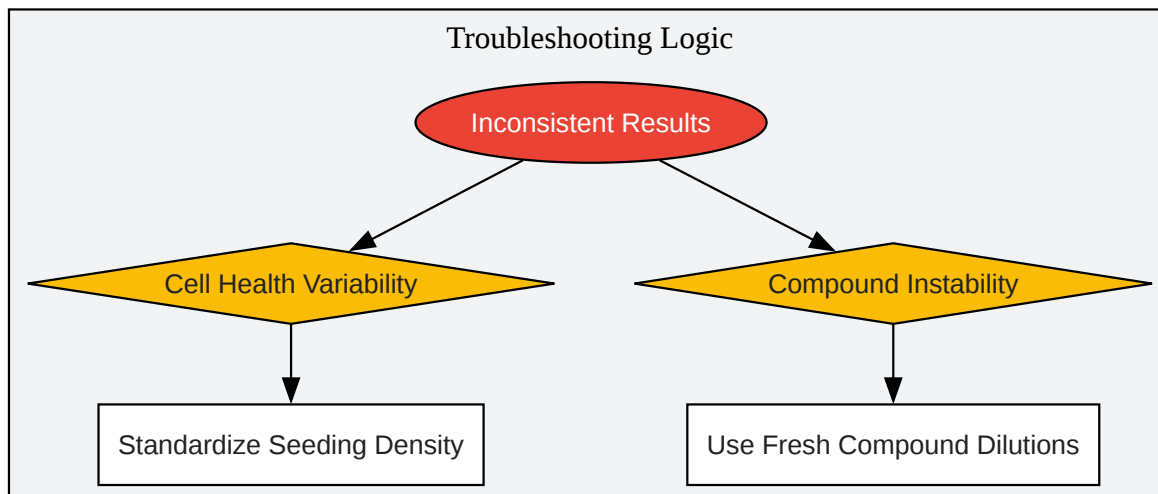 Troubleshooting Logic
Inconsistent Results
Cell Health Variability
Compound Instability
Standardize Seeding Density
Use Fresh Compound Dilutions